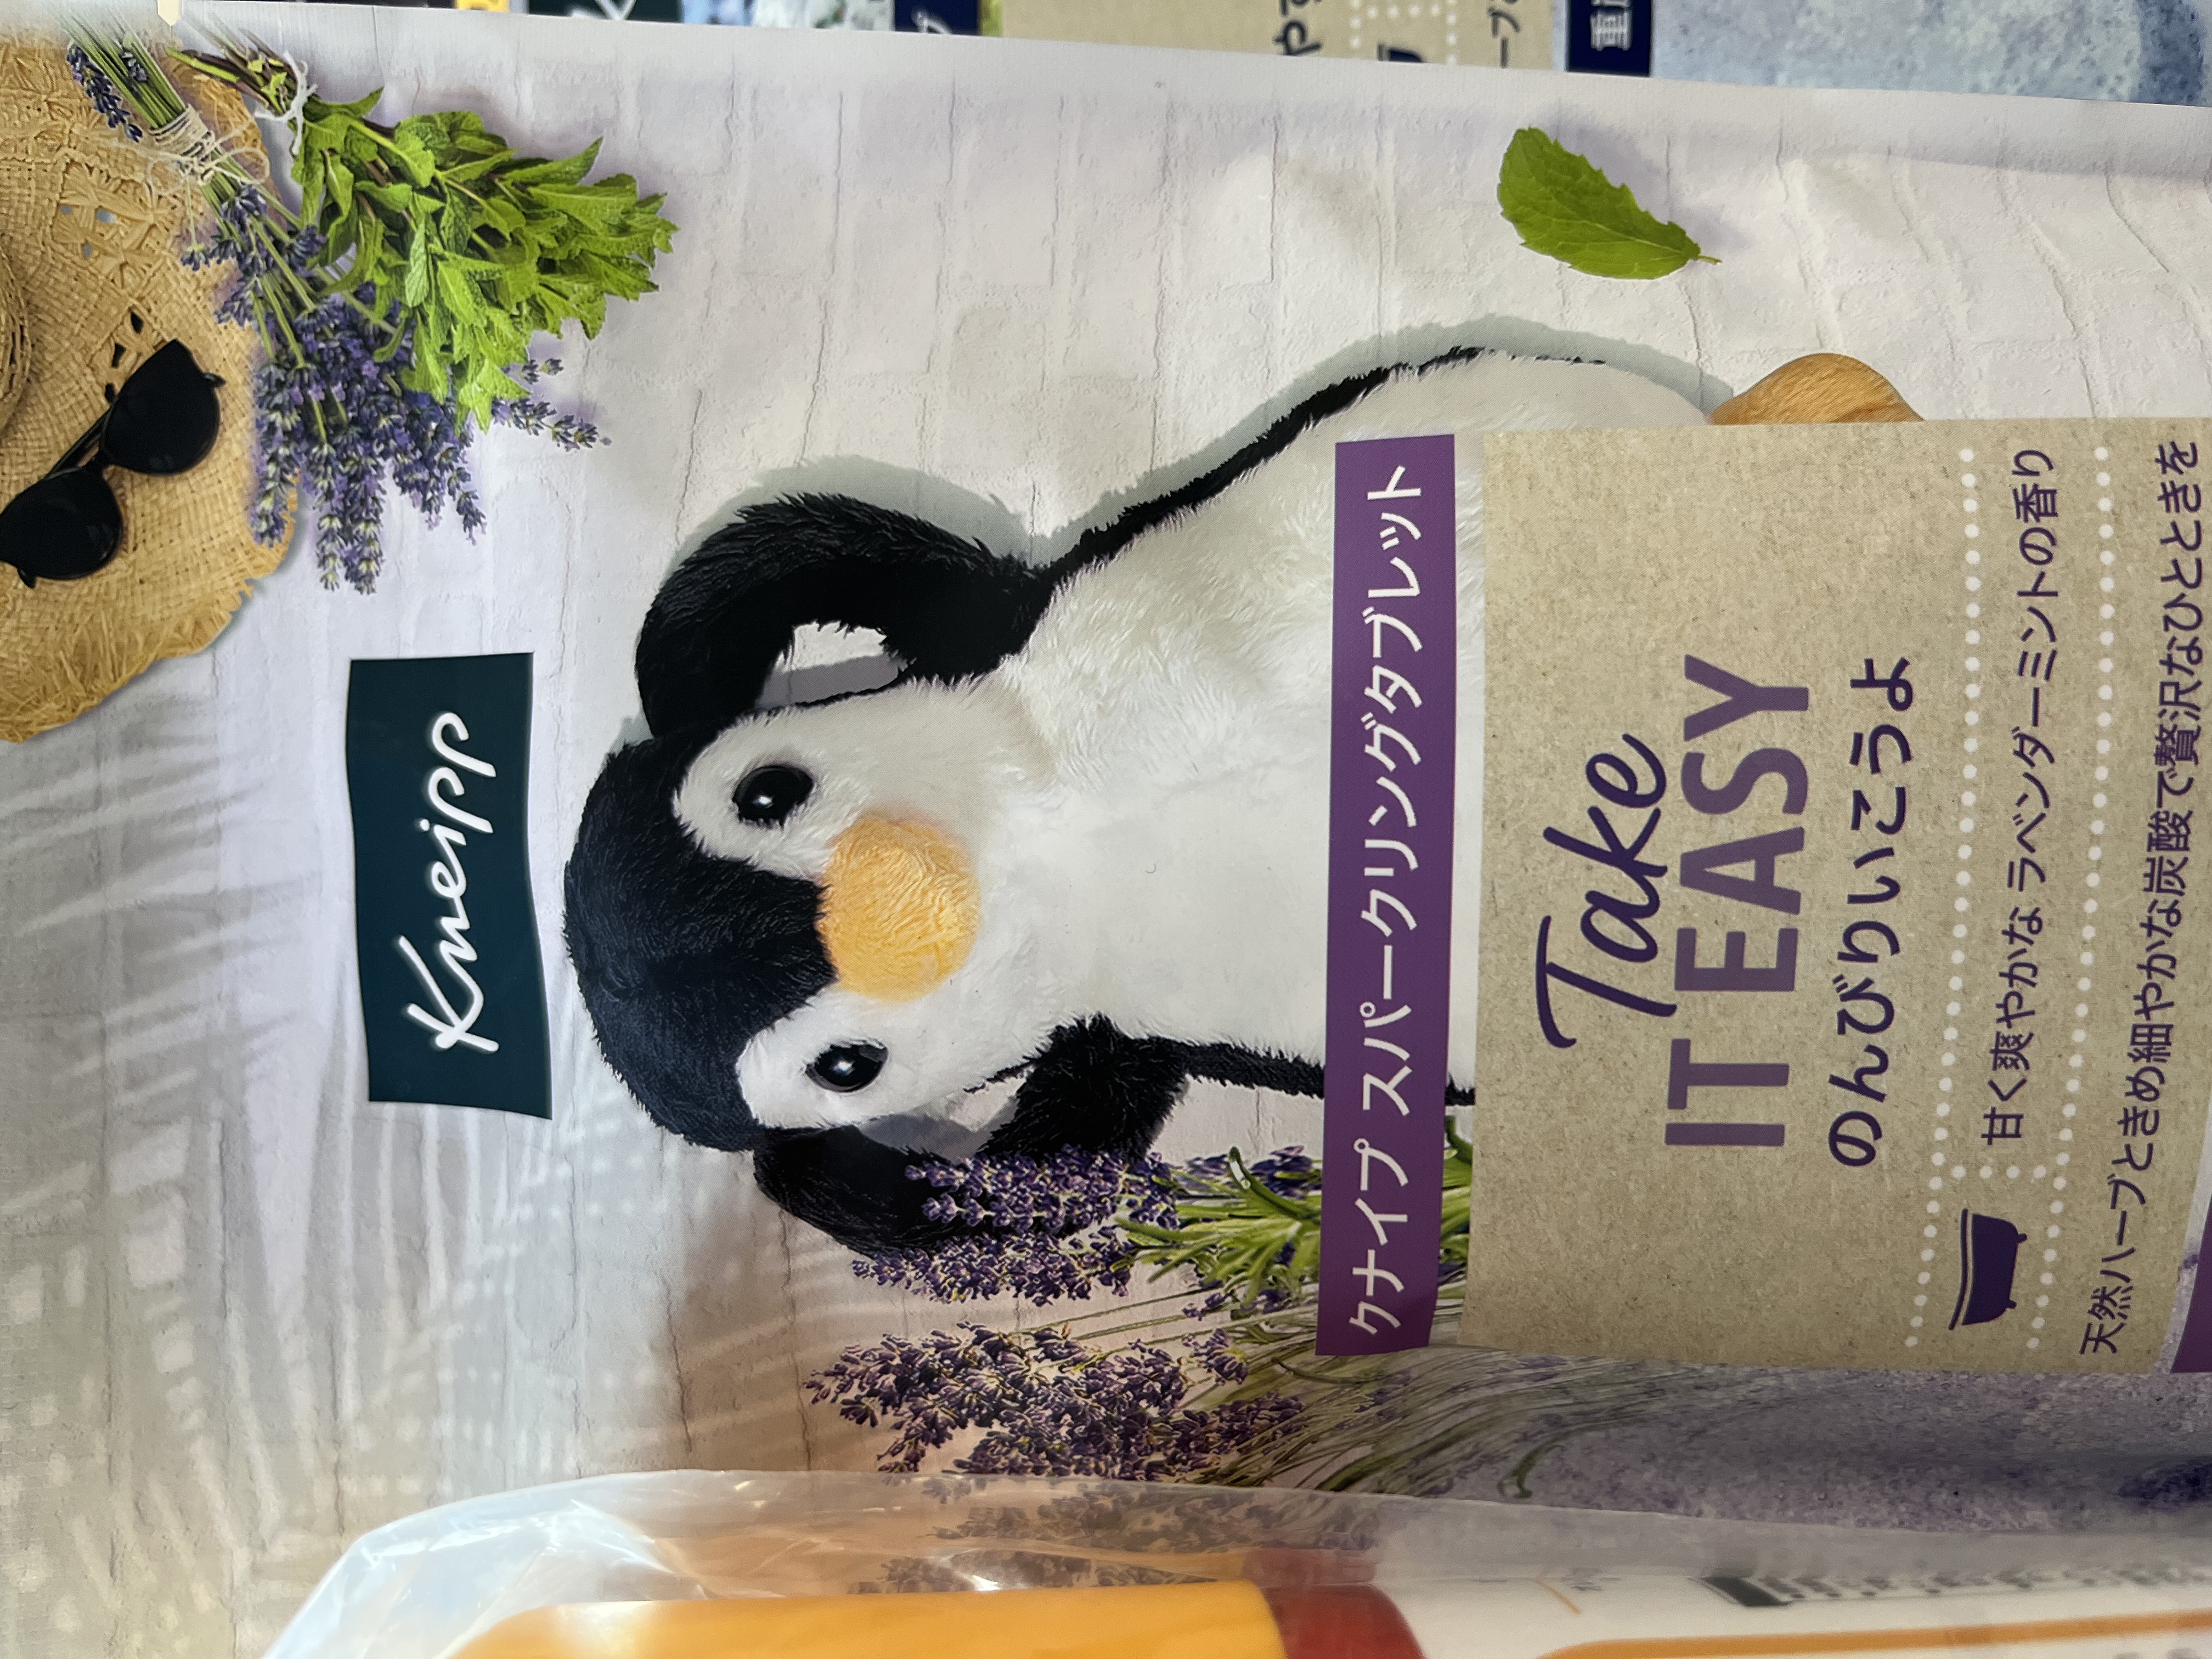 Kneipp
クナイプ スパークリングタブレット
Take
IT EASY
のんびりいこうよ
甘く爽やかな ラベンダーミントの香り
天然ハーブときめ細やかな炭酸で贅沢なひとときを